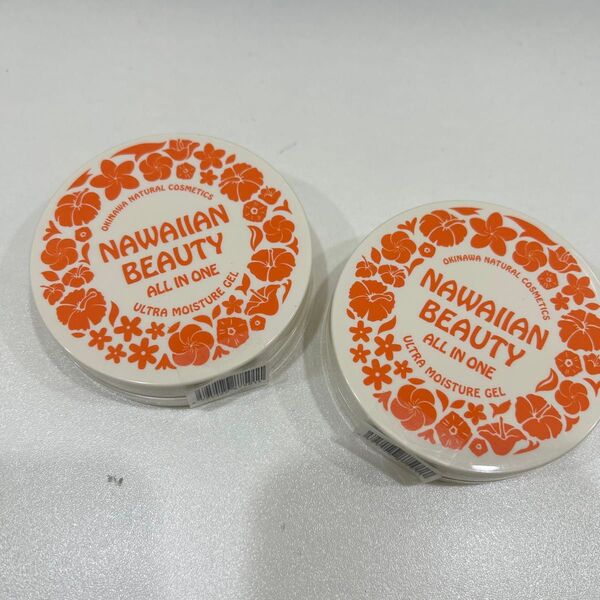 OKINAWA NATURAL COSMETICS
NAWAIIAN
BEAUTY
ALL IN ONE
ULTRA MOISTURE GEL
OKINAWA NATURAL COSMETICS
NAWAIIAN
BEAUTY
ALL IN ONE
ULTRA MOISTURE GEL